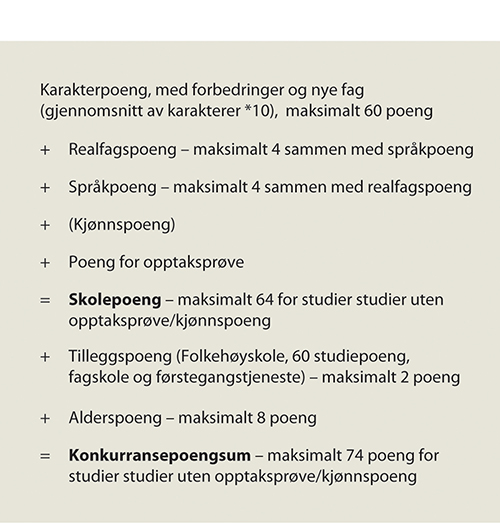 Karakterpoeng, med forbedringer og nye fag
(gjennomsnitt av karakterer *10), maksimalt 60 poeng
+ Realfagspoeng – maksimalt 4 sammen med språkpoeng
+ Språkpoeng – maksimalt 4 sammen med realfagspoeng
+ (Kjønnspoeng)
+ Poeng for opptaksprøve
= Skolepoeng – maksimalt 64 for studier studier uten
opptaksprøve/kjønnspoeng
+ Tilleggspoeng (Folkehøyskole, 60 studiepoeng,
fagskole og førstegangstjeneste) – maksimalt 2 poeng
+ Alderspoeng – maksimalt 8 poeng
= Konkurransepoengsum – maksimalt 74 poeng for
studier studier uten opptaksprøve/kjønnspoeng